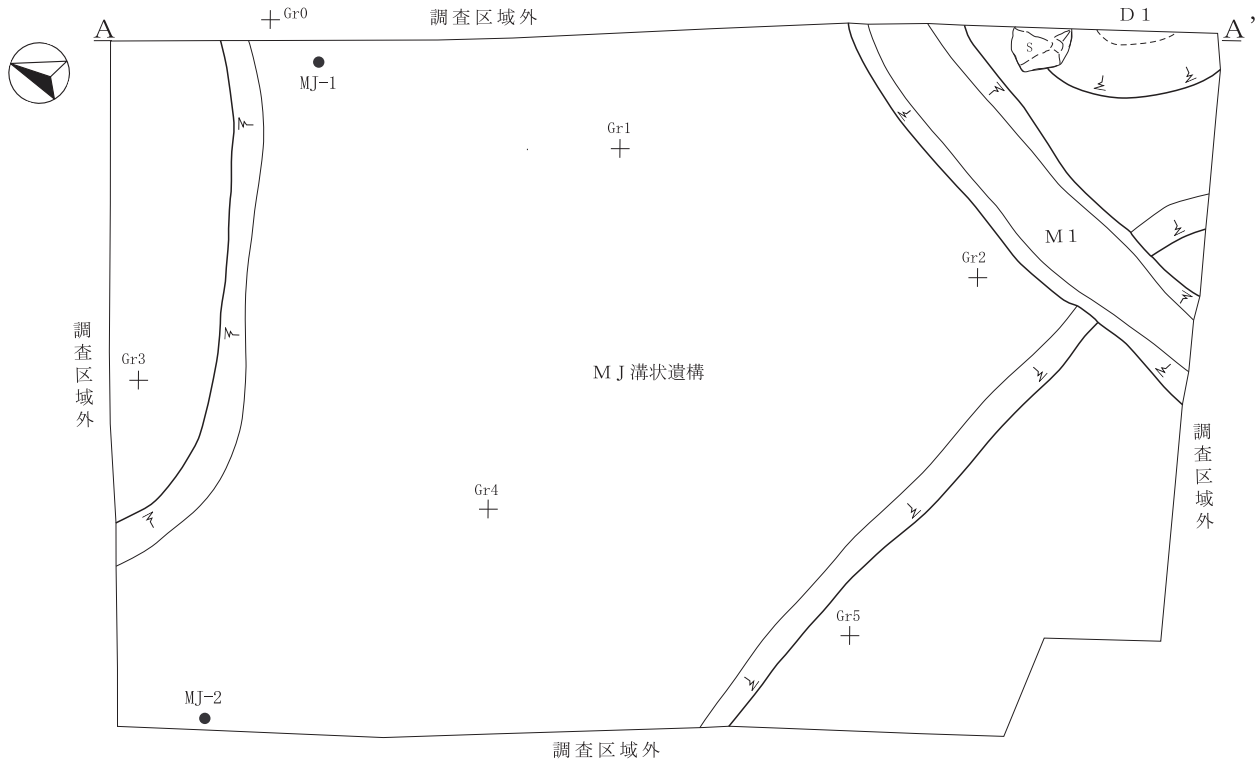 調査区域外
D1
A
Gr0
A’
S
MJ-1
Gr1
M1
Gr2
調査区域外
Gr3
MJ溝状遺構
調査区域外
Gr4
Gr5
MJ-2
調査区域外